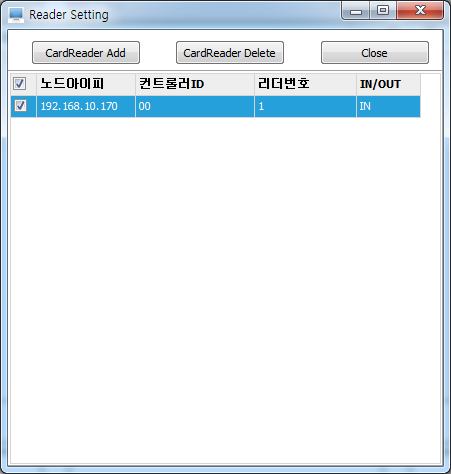 Reader Setting
CardReader Add CardReader Delete Close
노드아이피 컨트롤러ID 리더번호 IN/OUT
192.168.10.170 00 1 IN